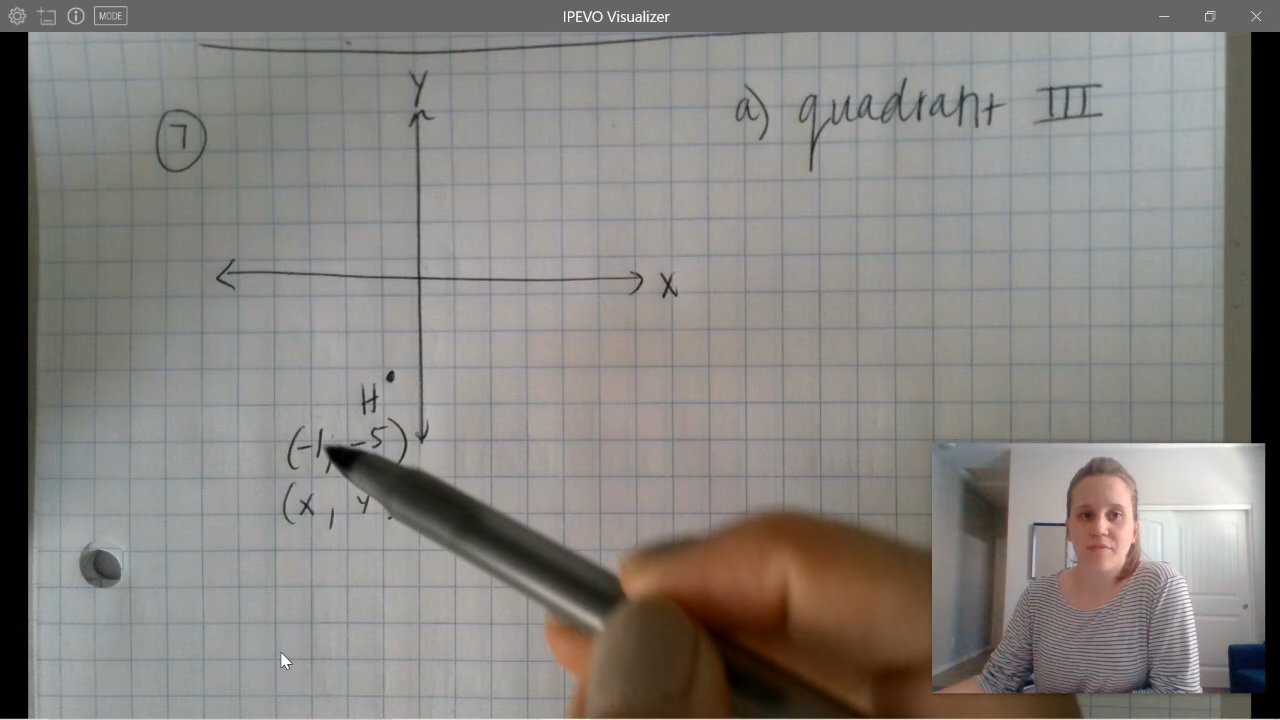 MODE
IPEVO Visualizer
Y
7
a) quadrant III
X
H
(-1, -5)
(x, y